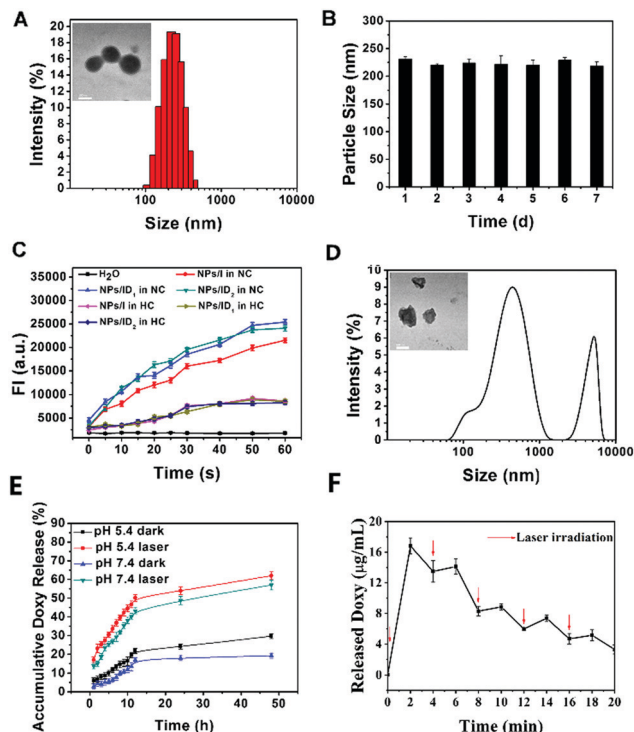 A
Intensity (%)
20
18
16
14
12
10
8
6
4
2
0
100 1000 10000
Size (nm)
B
Particle Size (nm)
300
250
200
150
100
50
0
1 2 3 4 5 6 7
Time (d)
C
FI (a.u.)
35000
30000
25000
20000
15000
10000
5000
H₂O
NPs/I in NC
NPs/ID₁ in NC
NPs/ID₂ in NC
NPs/I in HC
NPs/ID₁ in HC
NPs/ID₂ in HC
0 10 20 30 40 50 60
Time (s)
D
Intensity (%)
10
9
8
7
6
5
4
3
2
1
0
100 1000 10000
Size (nm)
E
Accumulative Doxy Release (%)
90
80
70
60
50
40
30
20
10
0
pH 5.4 dark
pH 5.4 laser
pH 7.4 dark
pH 7.4 laser
0 10 20 30 40 50
Time (h)
F
Released Doxy (μg/mL)
20
16
12
8
4
0
Laser irradiation
0 2 4 6 8 10 12 14 16 18 20
Time (min)